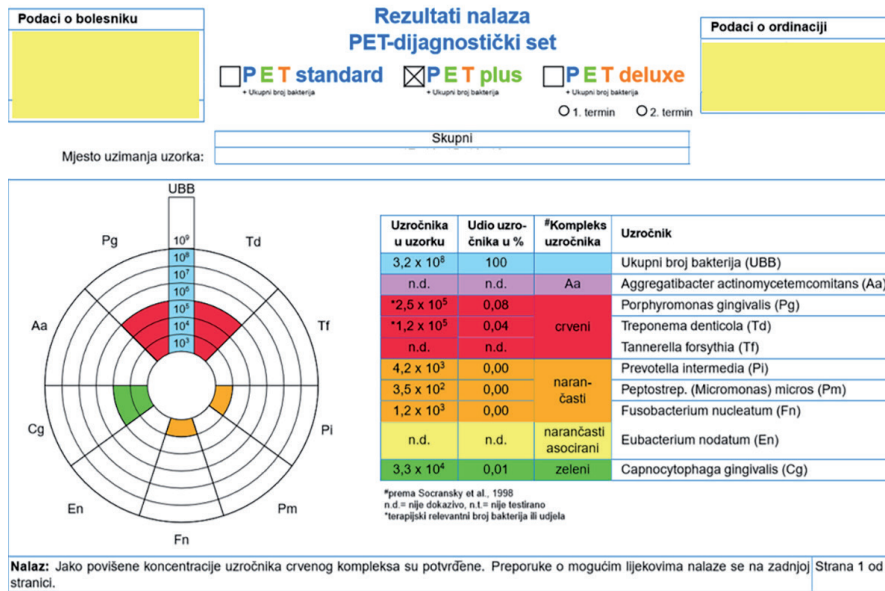 Podaci o bolesniku
Rezultati nalaza
PET-dijagnostički set
Podaci o ordinaciji
PET standard
+ Ukupni broj bakterija
PET plus
+ Ukupni broj bakterija
PET deluxe
+ Ukupni broj bakterija
1. termin
2. termin
Mjesto uzimanja uzorka:
Skupni
UBB
Pg
Td
Aa
Tf
Cg
Pi
En
Pm
Fn
10⁹
10⁸
10⁷
10⁶
10⁵
10⁴
10³
Uzročnika u uzorku Udio uzro-čnika u % #Kompleks uzročnika Uzročnik
3,2 x 10⁸ 100 Ukupni broj bakterija (UBB)
n.d. n.d. Aa Aggregatibacter actinomycetemcomitans (Aa)
*2,5 x 10⁵ 0,08 crveni Porphyromonas gingivalis (Pg)
*1,2 x 10⁵ 0,04 Treponema denticola (Td)
n.d. n.d. Tannerella forsythia (Tf)
4,2 x 10³ 0,00 naran-častiPrevotella intermedia (Pi)
3,5 x 10² 0,00 Peptostrep. (Micromonas) micros (Pm)
1,2 x 10³ 0,00 Fusobacterium nucleatum (Fn)
n.d. n.d. narančasti asocirani Eubacterium nodatum (En)
3,3 x 10⁴ 0,01 zeleni Capnocytophaga gingivalis (Cg)
#prema Socransky et al., 1998
n.d.= nije dokazivo, n.t.= nije testirano
*terapijski relevantni broj bakterija ili udjela
Nalaz: Jako povišene koncentracije uzročnika crvenog kompleksa su potvrđene. Preporuke o mogućim lijekovima nalaze se na zadnjoj
stranici.
Strana 1 od